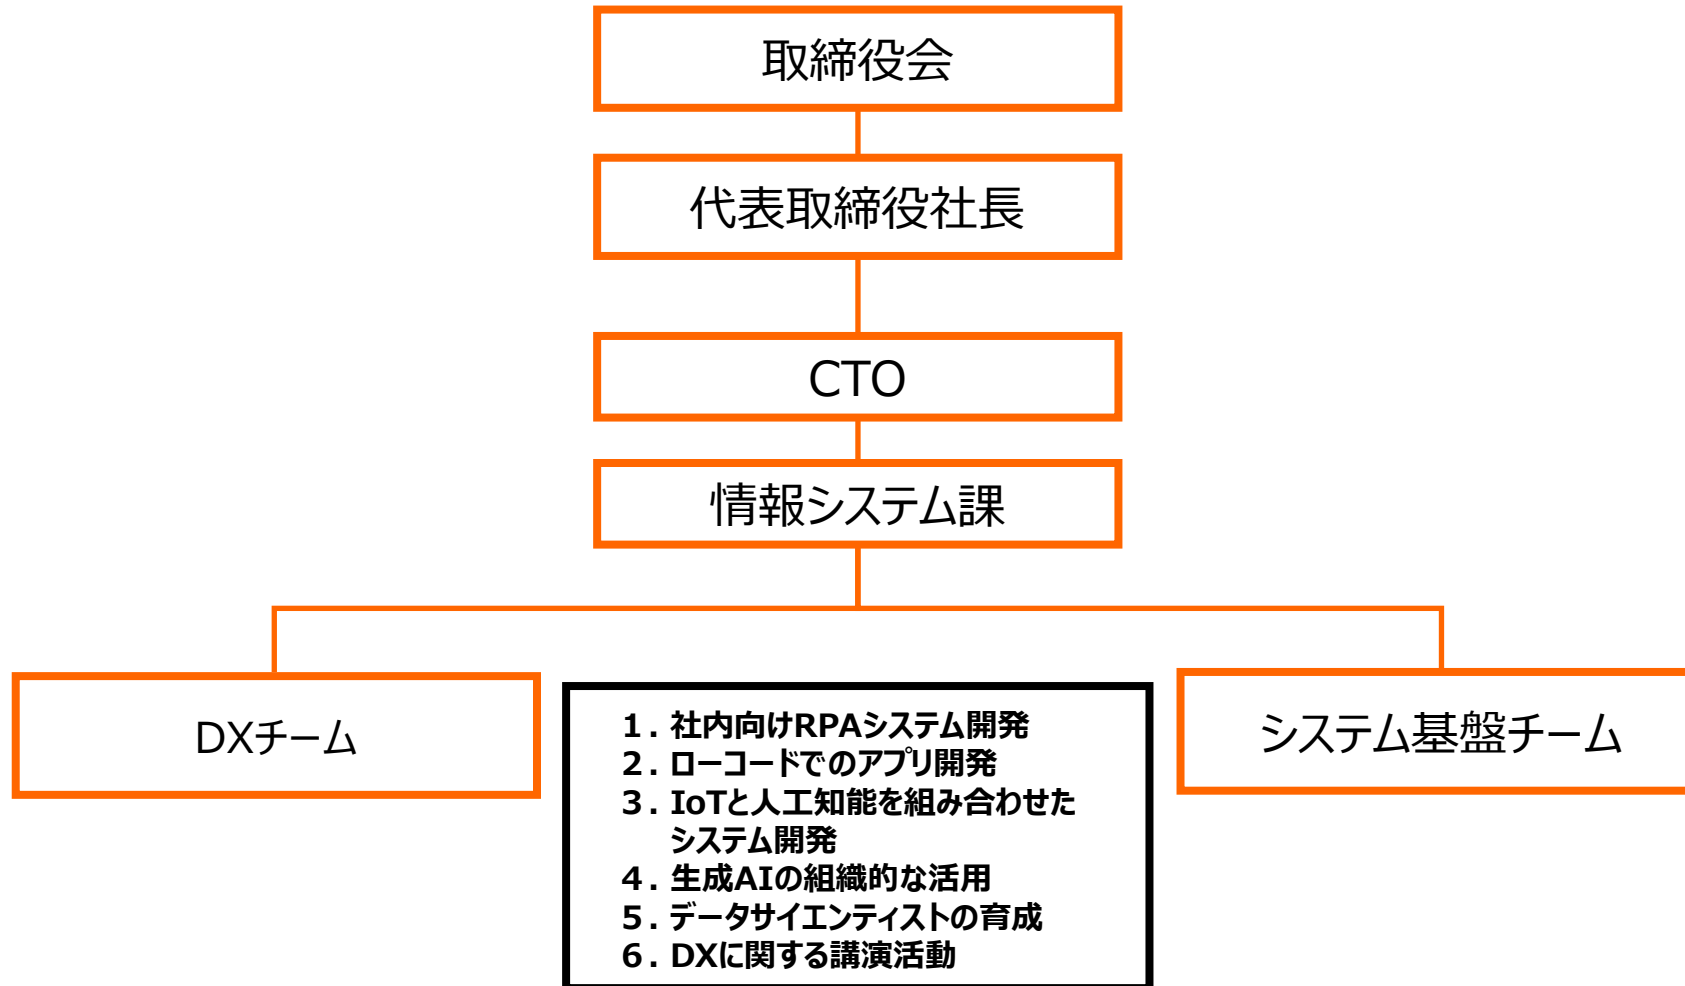 取締役会
代表取締役社長
CTO
情報システム課
DXチーム
1．社内向けRPAシステム開発
2．ローコードでのアプリ開発
3．IoTと人工知能を組み合わせた
システム開発
4．生成AIの組織的な活用
5．データサイエンティストの育成
6．DXに関する講演活動
システム基盤チーム